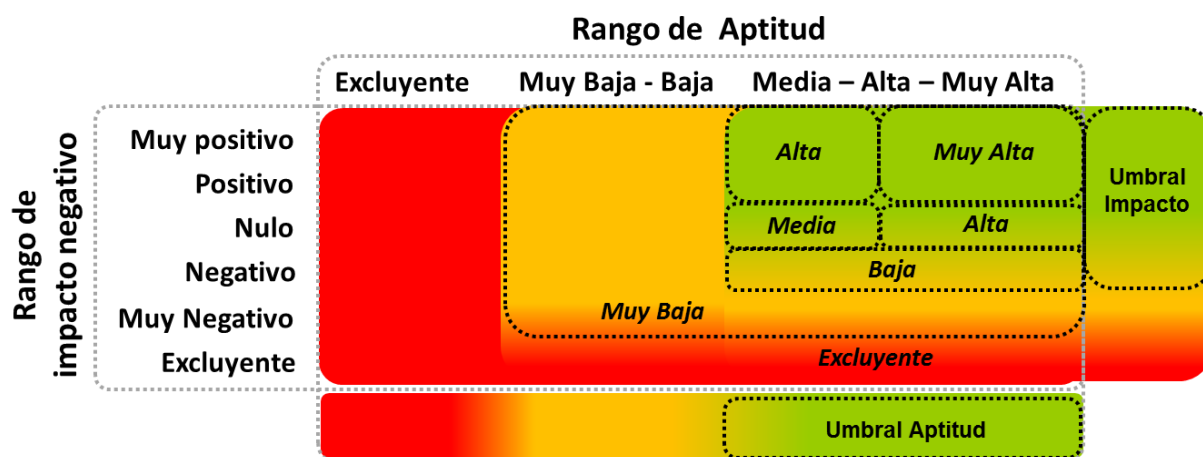 Rango de  Aptitud
Excluyente
Muy Baja - Baja
Media – Alta – Muy Alta
Rango de
impacto negativo
Muy positivo
Positivo
Nulo
Negativo
Muy Negativo
Excluyente
Alta
Muy Alta
Media
Alta
Baja
Muy Baja
Excluyente
Umbral
Impacto
Umbral Aptitud